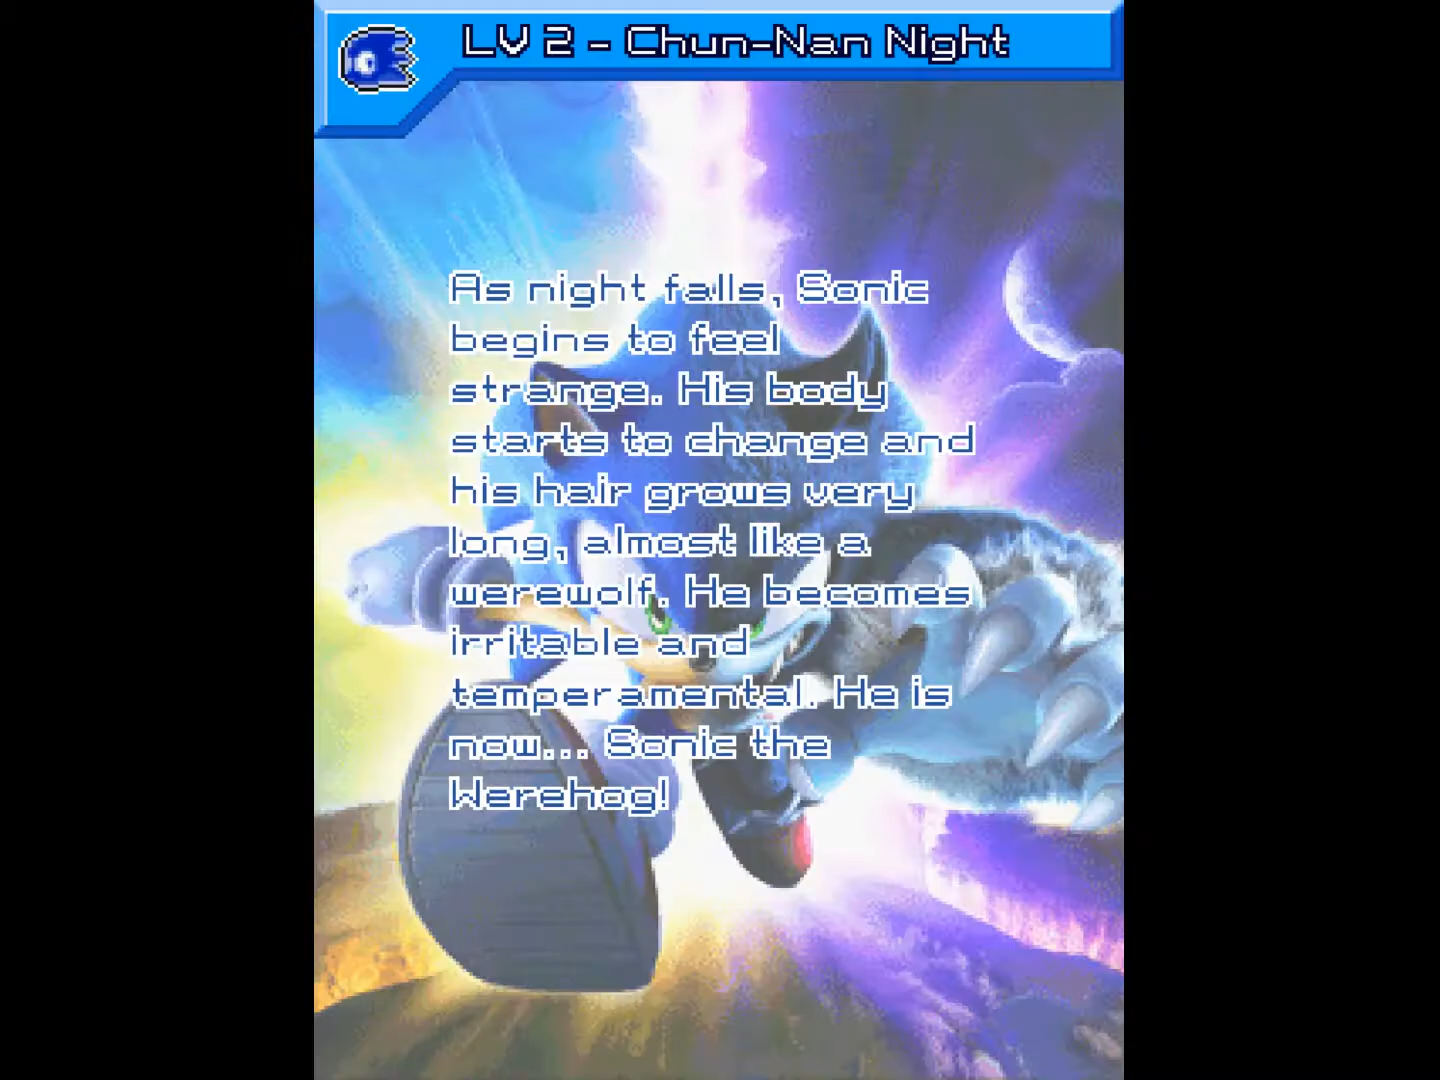 LV 2 - Chun-Nan Night
As night falls, Sonic
begins to feel
strange. His body
starts to change and
his hair grows very
long, almost like a
werewolf. He becomes
irritable and
temperamental. He is
now... Sonic the
Werehog!